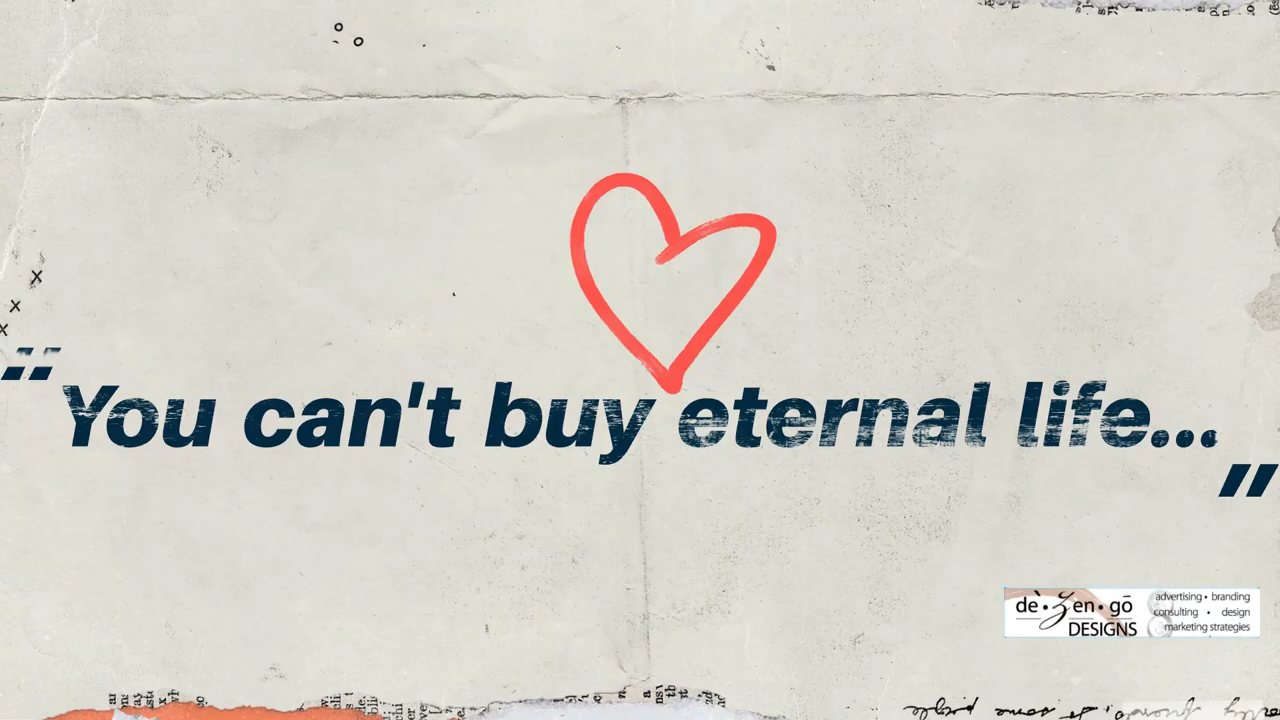 “You can't buy eternal life...”
dè·zen·gō
DESIGNS
advertising • branding
consulting • design
marketing strategies